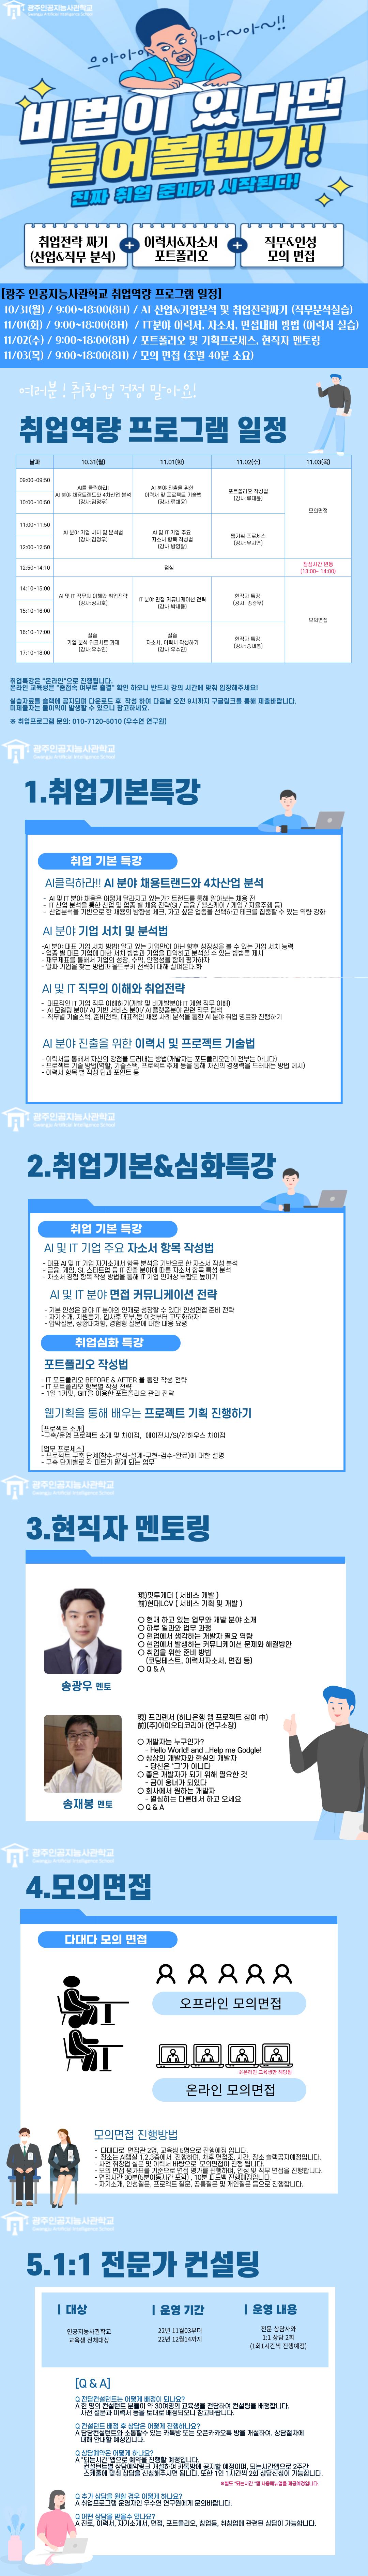 광주인공지능사관학교
Gwangju Artificial Intelligence School
으아아아~
아아~아~!!
비법이 있다면
들어볼텐가!
진짜 취업 준비가 시작된다!
취업전략 짜기
(산업&직무 분석)
+
이력서&자소서
포트폴리오
+
직무&인성
모의 면접
[광주 인공지능사관학교 취업역량 프로그램 일정]
10/31(월) / 9:00~18:00(8H) / AI 산업&기업분석 및 취업전략짜기 (직무분석실습)
11/01(화) / 9:00~18:00(8H) / IT분야 이력서, 자소서, 면접대비 방법 (이력서 실습)
11/02(수) / 9:00~18:00(8H) / 포트폴리오 및 기획프로세스, 현직자 멘토링
11/03(목) / 9:00~18:00(8H) / 모의 면접 (조별 40분 소요)
여러분! 취창업 걱정 말아요!
취업역량 프로그램 일정
날짜 10.31(월) 11.01(화) 11.02(수) 11.03(목)
09:00~09:50
10:00~10:50
AI를 클릭하라!
AI 분야 채용트렌드와 4차산업 분석
(강사:김정우)
AI 분야 진출을 위한
이력서 및 프로젝트 기술법
(강사:류재윤)
포트폴리오 작성법
(강사:류재윤)
모의면접
11:00~11:50
12:00~12:50
AI 분야 기업 서치 및 분석법
(강사:김정우)
AI 및 IT 기업 주요
자소서 항목 작성법
(강사:방영황)
웹기획 프로세스
(강사:우시연)
12:50~14:10
점심
점심시간 변동
(13:00~ 14:00)
14:10~15:00
15:10~16:00
AI 및 IT 직무의 이해와 취업전략
(강사:장시호)
IT 분야 면접 커뮤니케이션 전략
(강사:박세용)
현직자 특강
(강사: 송광우)
모의면접
16:10~17:00
17:10~18:00
실습
기업 분석 워크시트 과제
(강사:우수연)
실습
자소서, 이력서 작성하기
(강사:우수연)
현직자 특강
(강사:송재봉)
취업특강은 "온라인"으로 진행됩니다.
온라인 교육생은 "줌접속 여부로 출결" 확인 하오니 반드시 강의 시간에 맞춰 입장해주세요!
실습자료를 슬랙에 공지되며 다운로드 후 작성 하여 다음날 오전 9시까지 구글링크를 통해 제출바랍니다.
미제출자는 불이익이 발생할 수 있으니 참고하세요.
※ 취업프로그램 문의: 010-7120-5010 (우수연 연구원)
광주인공지능사관학교
Gwangju Artificial Intelligence School
1.취업기본특강
취업 기본 특강
AI클릭하라!! AI 분야 채용트랜드와 4차산업 분석
- AI 및 IT 분야 채용은 어떻게 달라지고 있는가? 트랜드를 통해 알아보는 채용 전
- IT 산업 분석을 통한 산업 및 업종 별 채용 전략(SI / 금융 / 헬스케어 / 게임 / 자율주행 등)
- 산업분석을 기반으로 한 채용의 방향성 체크, 가고 싶은 업종을 선택하고 테크를 집중할 수 있는 역량 강화
AI 분야 기업 서치 및 분석법
-AI 분야 대표 기업 서치 방법! 알고 있는 기업만이 아닌 향후 성장성을 볼 수 있는 기업 서치 능력
- 업종 별 대표 기업에 대한 서치 방법과 기업을 파악하고 분석할 수 있는 방법론 제시
- 재무제표를 통해서 기업의 성장, 수익, 안정성을 함께 평가하자
- 알짜 기업을 찾는 방법과 올드루키 전략에 대해 살펴본다.화
AI 및 IT 직무의 이해와 취업전략
- 대표적인 IT 기업 직무 이해하기(개발 및 비개발분야 IT 계열 직무 이해)
- AI 모델링 분야/ AI 기반 서비스 분야/ AI 플랫폼분야 관련 직무 탐색
- 직무별 기술스택, 준비전략, 대표적인 채용 사례 분석을 통한! AI 분야 취업 명료화 진행하기
AI 분야 진출을 위한 이력서 및 프로젝트 기술법
- 이력서를 통해서 자신의 강점을 드러내는 방법(개발자는 포트폴리오만이 전부는 아니다)
- 프로젝트 기술 방법(역할, 기술스택, 프로젝트 주제 등을 통해 자신의 경쟁력을 드러내는 방법 제시)
- 이력서 항목 별 작성 팁과 포인트 등
광주인공지능사관학교
Gwangju Artificial Intelligence School
2.취업기본&심화특강
취업 기본 특강
AI 및 IT 기업 주요 자소서 항목 작성법
- 대표 AI 및 IT 기업 자기소개서 항목 분석을 기반으로 한 자소서 작성 분석
- 금융, 게임, SI, 스타트업 등 IT 진출 분야에 따른 자소서 항목 특성 분석
- 자소서 경험 항목 작성 방법을 통해 IT 기업 인재상 부합도 높이기
AI 및 IT 분야 면접 커뮤니케이션 전략
- 기본 인성은 돼야 IT 분야의 인재로 성장할 수 있다! 인성면접 준비 전략
- 자기소개, 지원동기, 입사후 포부,등 이것부터 고도화하자!
- 압박질문, 상황대처형, 경험형 질문에 대한 대응 요령
취업심화 특강
포트폴리오 작성법
- IT 포트폴리오 BEFORE & AFTER 을 통한 작성 전략
- IT 포트폴리오 항목별 작성 전략
- 1일 1커밋, GIT을 이용한 포트폴리오 관리 전략
웹기획을 통해 배우는 프로젝트 기획 진행하기
[프로젝트 소개]
-구축/운영 프로젝트 소개 및 차이점, 에이전시/SI/인하우스 차이점
[업무 프로세스]
- 프로젝트 구축 단계(착수-분석-설계-구현-검수-완료)에 대한 설명
- 구축 단계별로 각 파트가 맡게 되는 업무
광주인공지능사관학교
Gwangju Artificial Intelligence School
3.현직자 멘토링
現)핏투게더 ( 서비스 개발 )
前)현대LCV ( 서비스 기획 및 개발 )
○ 현재 하고 있는 업무와 개발 분야 소개
○ 하루 일과와 업무 과정
○ 현업에서 생각하는 개발자 필요 역량
○ 현업에서 발생하는 커뮤니케이션 문제와 해결방안
○ 취업을 위한 준비 방법
(코딩테스트, 이력서자소서, 면접 등)
○ Q & A
송광우 멘토
現) 프리랜서 (하나은행 앱 프로젝트 참여 中)
前)(주)아이오티코리아 (연구소장)
○ 개발자는 누구인가?
- Hello World! and ...Help me Godgle!
○ 상상의 개발자와 현실의 개발자
- 당신은 '그'가 아니다
○ 좋은 개발자가 되기 위해 필요한 것
- 곰이 웅녀가 되었다
○ 회사에서 원하는 개발자
- 열심히는 다른데서 하고 오세요
○ Q & A
송재봉 멘토
광주인공지능사관학교
Gwangju Artificial Intelligence School
4.모의면접
다대다 모의 면접
오프라인 모의면접
※온라인 교육생만 해당됨
온라인 모의면접
모의면접 진행방법
- 다대다로 면접관 2명, 교육생 5명으로 진행예정 입니다.
- 장소는 AI랩실 1,2,3층에서 진행하며, 차후 면접조, 시간, 장소 슬랙공지예정입니다.
- 사전 취창업 설문 및 이력서 바탕으로 모의면접이 진행 됩니다.
- 모의 면접 평가표를 기준으로 면접 평가를 진행하며, 인성 및 직무 면접을 진행합니다.
- 면접시간 30분(5분이동시간 포함) , 10분 피드백 진행예정입니다.
- 자기소개, 인성질문, 프로젝트 질문, 공통질문 및 개인질문 등으로 진행합니다.
광주인공지능사관학교
Gwangju Artificial Intelligence School
5.1:1 전문가 컨설팅
| 대상
인공지능사관학교
교육생 전체대상
| 운영 기간
22년 11월03부터
22년 12월14까지
| 운영 내용
전문 상담사와
1:1 상담 2회
(1회1시간씩 진행예정)
[Q & A]
Q 전담컨설턴트는 어떻게 배정이 되나요?
A 한 명의 컨설턴트 분들이 약 30여명의 교육생을 전담하여 컨설팅을 배정합니다.
사전 설문과 이력서 등을 토대로 배정되오니 참고바랍니다.
Q 컨설턴트 배정 후 상담은 어떻게 진행하나요?
A 담당컨설턴트와 소통할수 있는 카톡방 또는 오픈카카오톡 방을 개설하여, 상담절차에
대해 안내할 예정입니다.
Q 상담예약은 어떻게 하나요?
A "되는시간"앱으로 예약을 진행할 예정입니다.
컨설턴트별 상담예약링크 개설하여 카톡방에 공지할 예정이며, 되는시간앱으로 2주간
스케줄에 맞춰 상담을 신청해주시면 됩니다. 또한 1인 1시간씩 2회 상담신청이 가능합니다.
※별도 "되는시간 "앱 사용메뉴얼을 제공예정입니다.
Q 추가 상담을 원할 경우 어떻게 하나요?
A 취업프로그램 운영자인 우수연 연구원에게 문의바랍니다.
Q 어떤 상담을 받을수 있나요?
A 진로, 이력서, 자기소개서, 면접, 포트폴리오, 창업등, 취창업에 관련된 상담이 가능합니다.